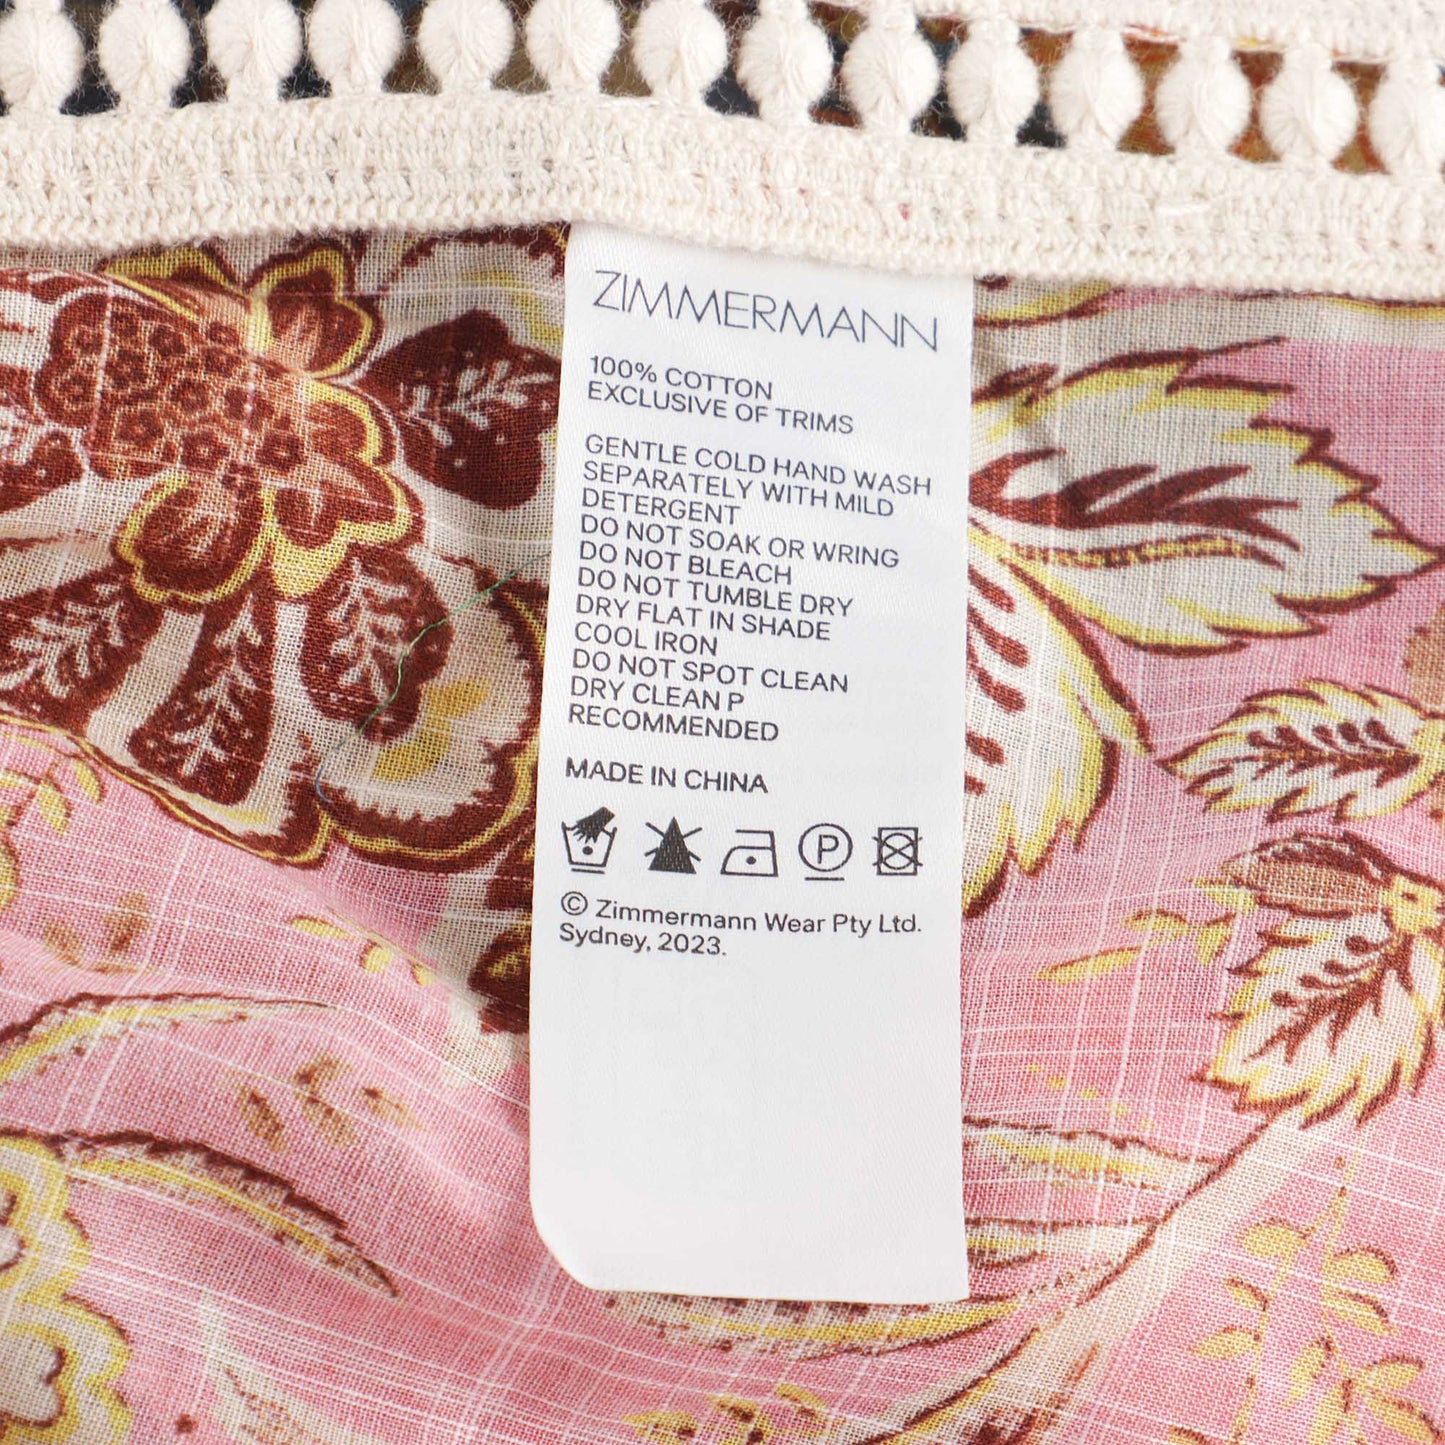 ZIMMERMANN
100% COTTON
EXCLUSIVE OF TRIMS
GENTLE COLD HAND WASH
SEPARATELY WITH MILD
DETERGENT
DO NOT SOAK OR WRING
DO NOT BLEACH
DO NOT TUMBLE DRY
DRY FLAT IN SHADE
COOL IRON
DO NOT SPOT CLEAN
DRY CLEAN P
RECOMMENDED
MADE IN CHINA
P
© Zimmermann Wear Pty Ltd.
Sydney, 2023.